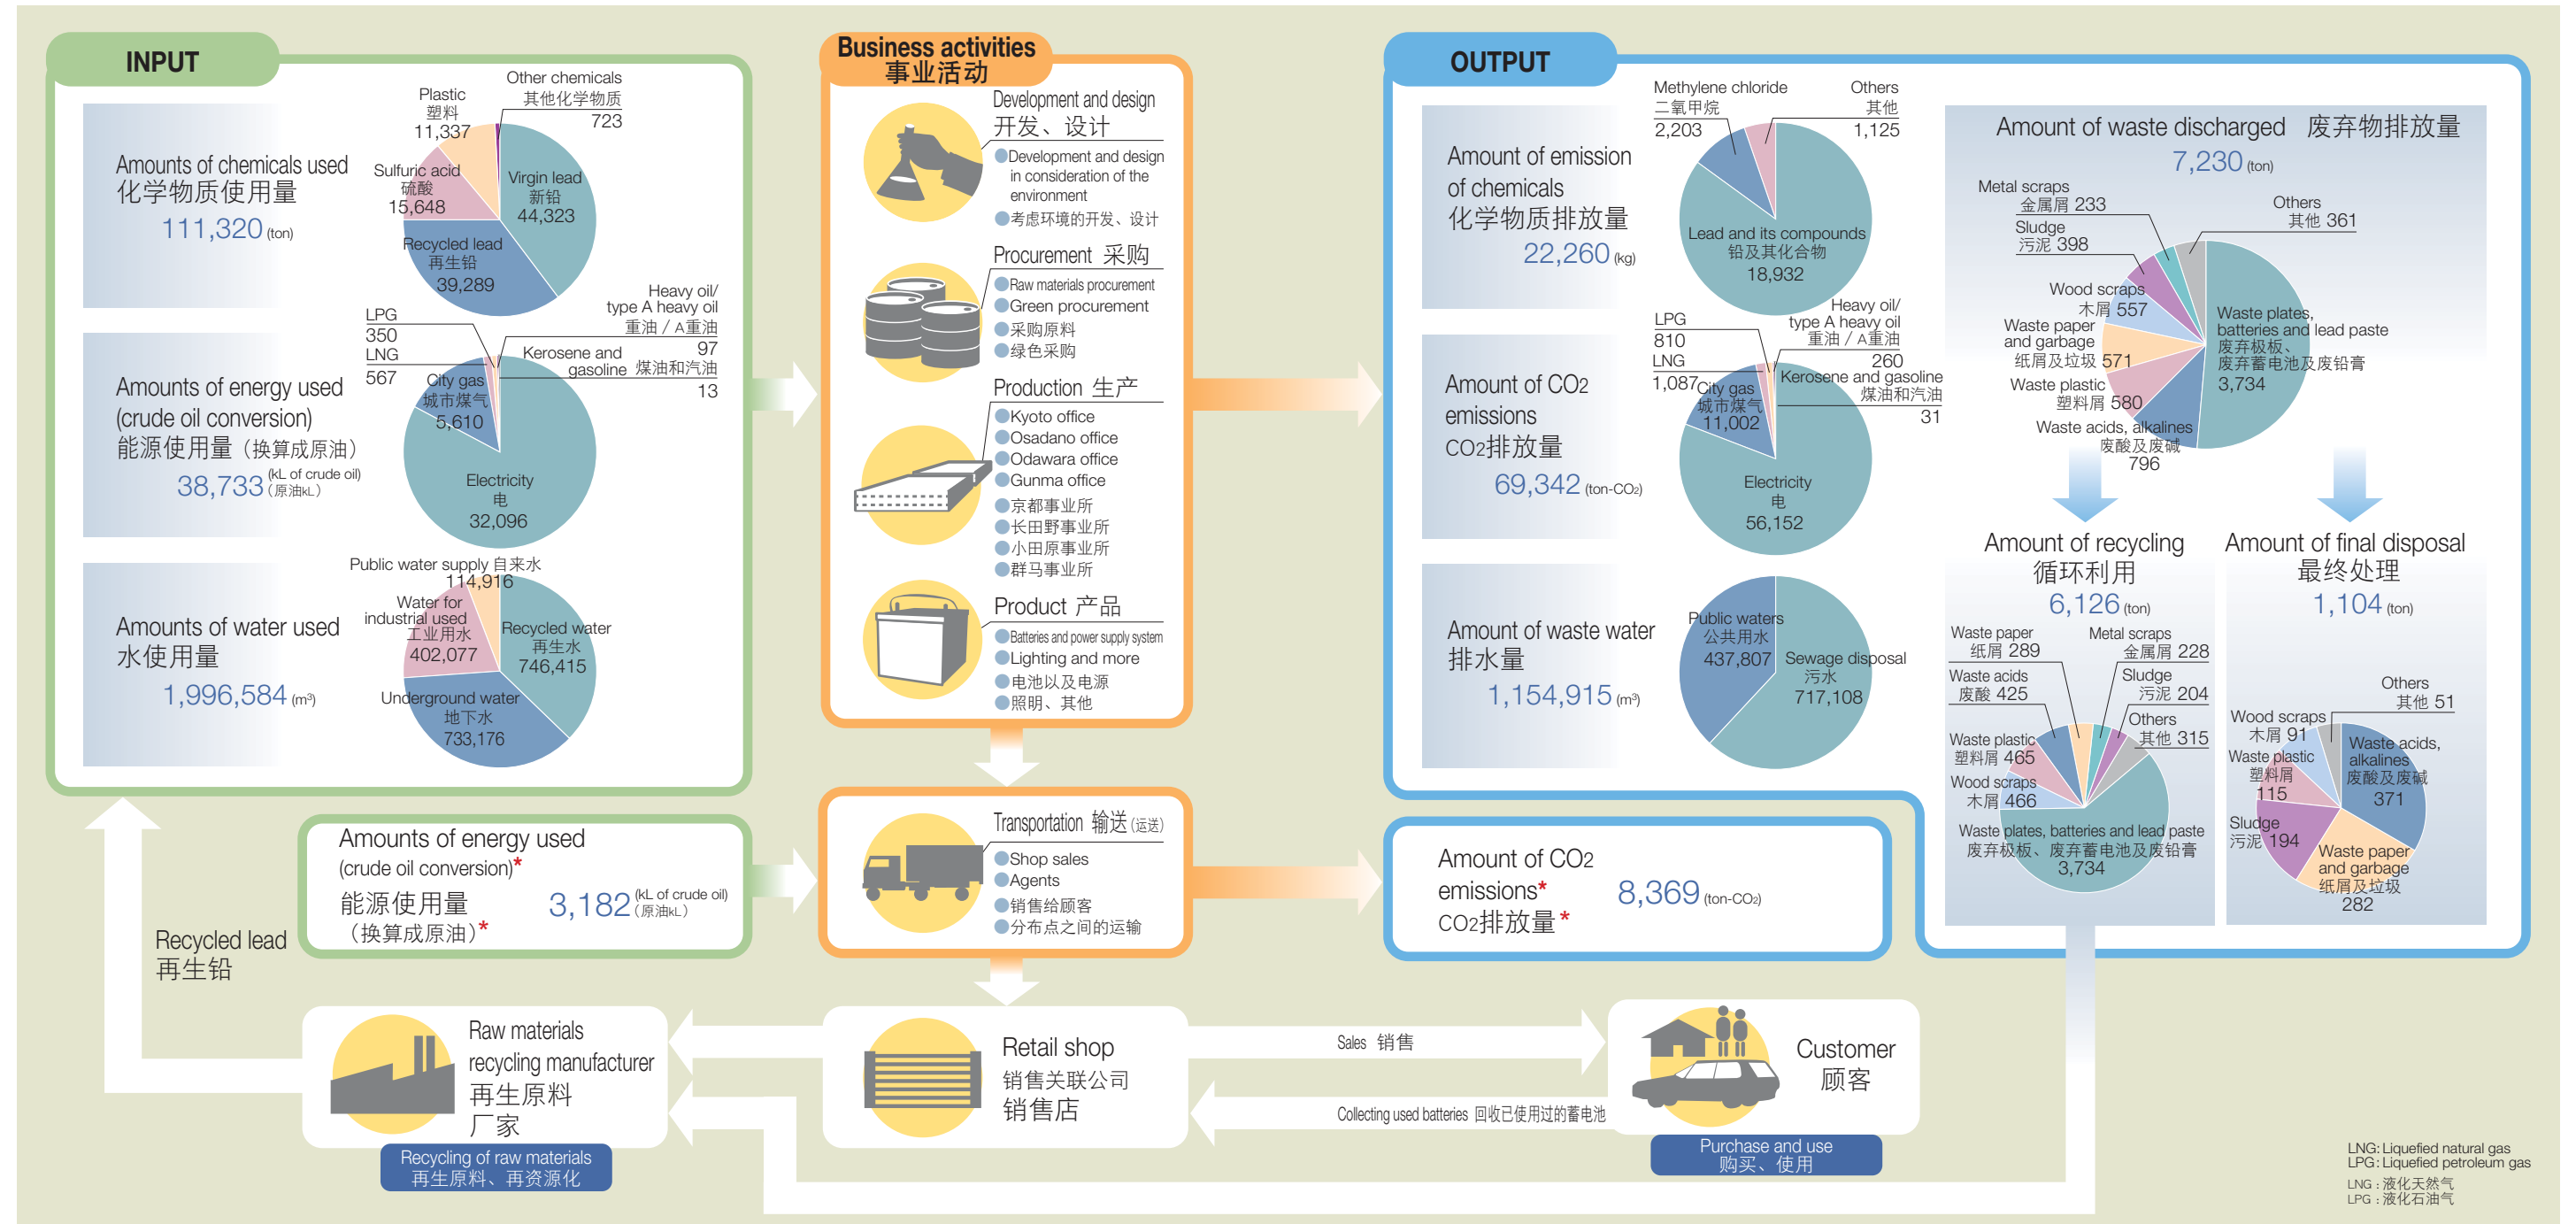 INPUT
Amounts of chemicals used
化学物质使用量
111,320 (ton)
Other chemicals
其他化学物质
723
Plastic
塑料
11,337
Sulfuric acid
硫酸
15,648
Virgin lead
新铅
44,323
Recycled lead
再生铅
39,289
Amounts of energy used
(crude oil conversion)
能源使用量（换算成原油）
38,733 (kL of crude oil)
（原油kL）
LPG
350
LNG
567
Heavy oil/
type A heavy oil
重油 / A重油
97
Kerosene and
gasoline 煤油和汽油
13
City gas
城市煤气
5,610
Electricity
电
32,096
Amounts of water used
水使用量
1,996,584 (m³)
Public water supply 自来水
114,916
Water for
industrial used
工业用水
402,077
Recycled water
再生水
746,415
Underground water
地下水
733,176
Amounts of energy used
(crude oil conversion)*
能源使用量
（换算成原油）*
3,182 (kL of crude oil)
（原油kL）
Business activities
事业活动
Development and design
开发、设计
●Development and design
in consideration of the
environment
●考虑环境的开发、设计
Procurement 采购
●Raw materials procurement
●Green procurement
●采购原料
●绿色采购
Production 生产
●Kyoto office
●Osadano office
●Odawara office
●Gunma office
●京都事业所
●长田野事业所
●小田原事业所
●群马事业所
Product 产品
●Batteries and power supply system
●Lighting and more
●电池以及电源
●照明、其他
Transportation 输送（运送）
●Shop sales
●Agents
●销售给顾客
●分布点之间的运输
OUTPUT
Amount of emission
of chemicals
化学物质排放量
22,260 (kg)
Methylene chloride
二氧甲烷
2,203
Others
其他
1,125
Lead and its compounds
铅及其化合物
18,932
Amount of CO2
emissions
CO2排放量
69,342 (ton-CO2)
LPG
810
LNG
1,087
Heavy oil/
type A heavy oil
重油 / A重油
260
Kerosene and gasoline
煤油和汽油
31
City gas
城市煤气
11,002
Electricity
电
56,152
Amount of waste water
排水量
1,154,915 (m³)
Public waters
公共用水
437,807
Sewage disposal
污水
717,108
Amount of CO2
emissions*
CO2排放量*
8,369 (ton-CO2)
Amount of waste discharged 废弃物排放量
7,230 (ton)
Metal scraps
金属屑 233
Sludge
污泥 398
Others
其他 361
Wood scraps
木屑 557
Waste paper
and garbage
纸屑及垃圾 571
Waste plastic
塑料屑 580
Waste acids, alkalines
废酸及废碱
796
Waste plates,
batteries and lead paste
废弃极板、
废弃蓄电池及废铅膏
3,734
Amount of recycling
循环利用
6,126 (ton)
Waste paper
纸屑 289
Metal scraps
金属屑 228
Waste acids
废酸 425
Sludge
污泥 204
Others
其他 315
Waste plastic
塑料屑 465
Wood scraps
木屑 466
Waste plates, batteries and lead paste
废弃极板、废弃蓄电池及废铅膏
3,734
Amount of final disposal
最终处理
1,104 (ton)
Others
其他 51
Wood scraps
木屑 91
Waste plastic
塑料屑
115
Waste acids,
alkalines
废酸及废碱
371
Sludge
污泥 194
Waste paper
and garbage
纸屑及垃圾
282
Recycled lead
再生铅
Raw materials
recycling manufacturer
再生原料
厂家
Recycling of raw materials
再生原料、再资源化
Retail shop
销售关联公司
销售店
Sales 销售
Collecting used batteries 回收已使用过的蓄电池
Customer
顾客
Purchase and use
购买、使用
LNG: Liquefied natural gas
LPG: Liquefied petroleum gas
LNG : 液化天然气
LPG : 液化石油气